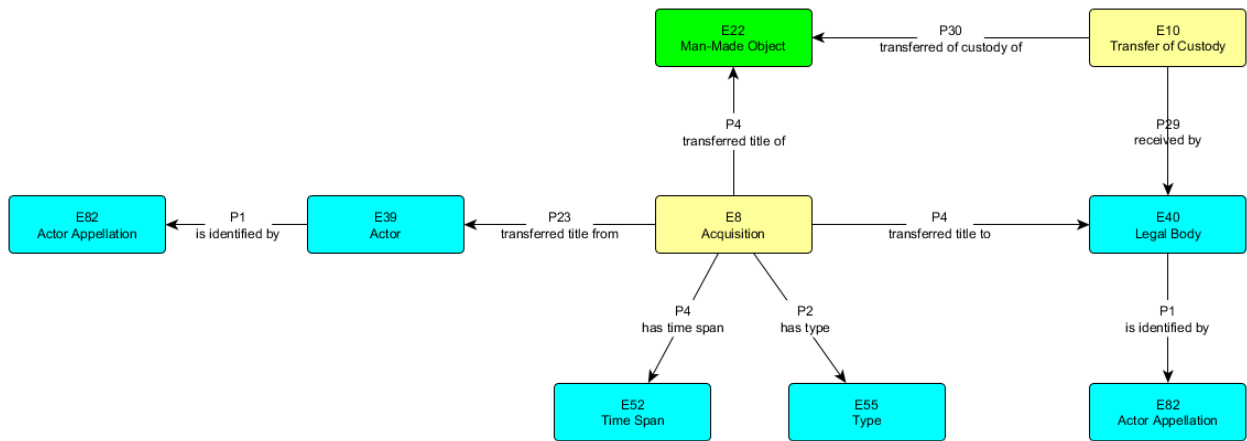 E22
Man-Made Object
P30
transferred of custody of
E10
Transfer of Custody
P4
transferred title of
P29
received by
E82
Actor Appellation
P1
is identified by
E39
Actor
P23
transferred title from
E8
Acquisition
P4
transferred title to
E40
Legal Body
P4
has time span
P2
has type
P1
is identified by
E52
Time Span
E55
Type
E82
Actor Appellation